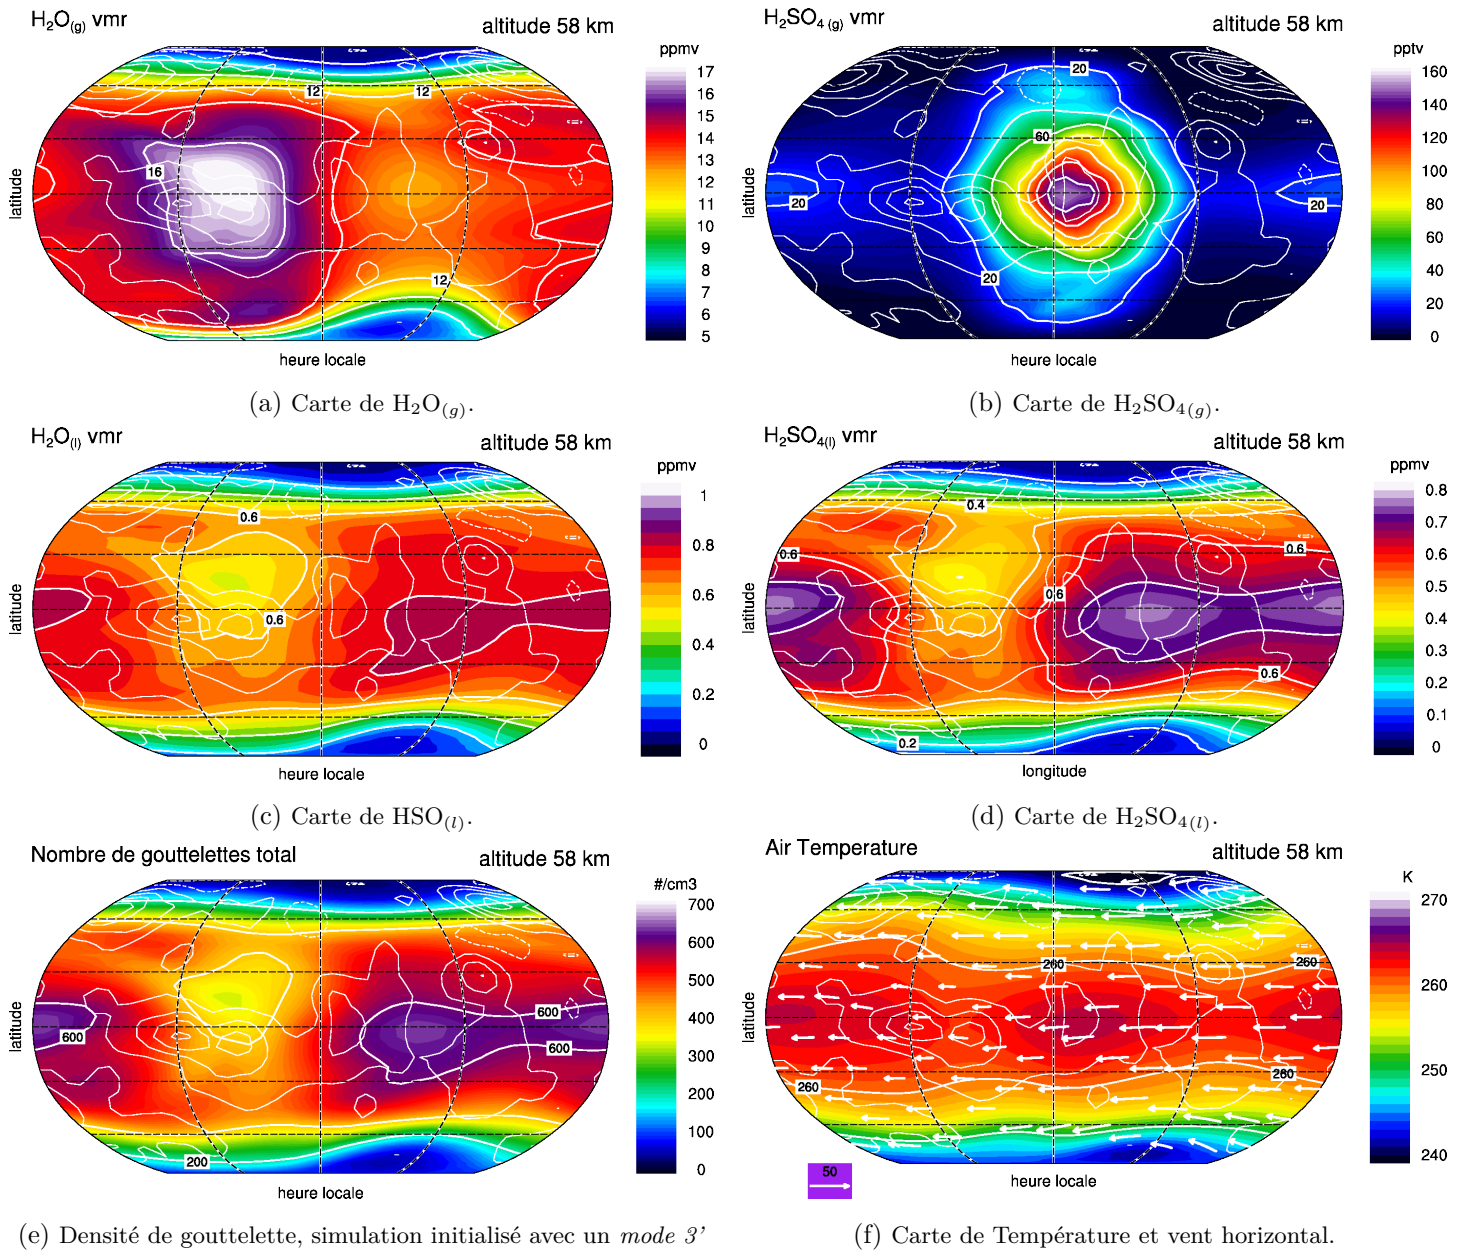 H2O(g) vmr
altitude 58 km
ppmv
17
16
15
14
13
12
11
10
9
8
7
6
5
12
12
16
12
latitude
heure locale
(a) Carte de H2O(g).
H2SO4 (g) vmr
altitude 58 km
pptv
160
140
120
100
80
60
40
20
0
20
60
20
20
20
latitude
heure locale
(b) Carte de H2SO4(g).
H2O(l) vmr
altitude 58 km
ppmv
1
0.8
0.6
0.4
0.2
0
0.6
0.6
latitude
heure locale
(c) Carte de HSO(l).
H2SO4(l) vmr
altitude 58 km
ppmv
0.8
0.7
0.6
0.5
0.4
0.3
0.2
0.1
0
0.4
0.6
0.6
0.6
0.6
0.2
latitude
longitude
(d) Carte de H2SO4(l).
Nombre de gouttelettes total
altitude 58 km
#/cm3
700
600
500
400
300
200
100
0
600
600
600
200
latitude
heure locale
(e) Densité de gouttelette, simulation initialisé avec un mode 3’
Air Temperature
altitude 58 km
K
270
260
250
240
260
260
260
260
latitude
50
heure locale
(f) Carte de Température et vent horizontal.